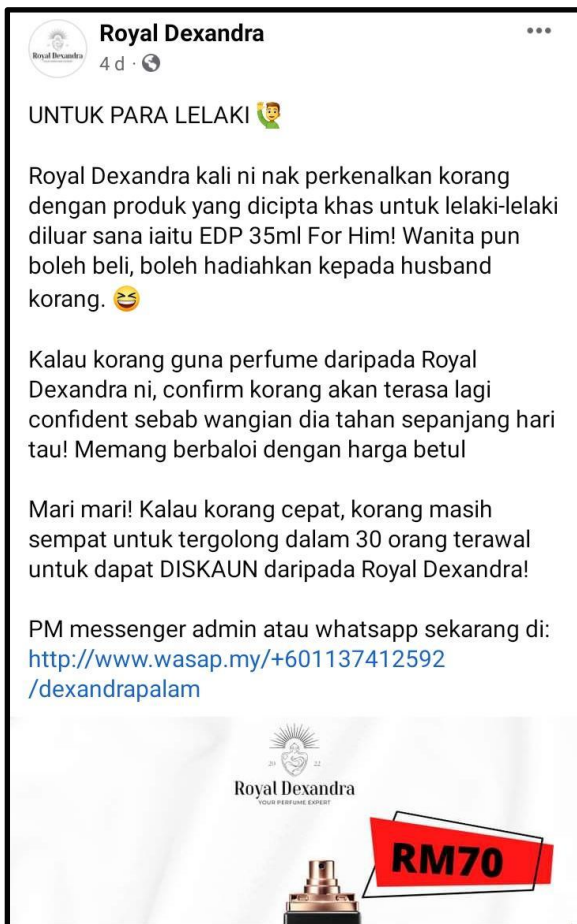 Royal Dexandra
Royal Dexandra
4 d
UNTUK PARA LELAKI 🙋‍♂️
Royal Dexandra kali ni nak perkenalkan korang
dengan produk yang dicipta khas untuk lelaki-lelaki
diluar sana iaitu EDP 35ml For Him! Wanita pun
boleh beli, boleh hadiahkan kepada husband
korang. 😆
Kalau korang guna perfume daripada Royal
Dexandra ni, confirm korang akan terasa lagi
confident sebab wangian dia tahan sepanjang hari
tau! Memang berbaloi dengan harga betul
Mari mari! Kalau korang cepat, korang masih
sempat untuk tergolong dalam 30 orang terawal
untuk dapat DISKAUN daripada Royal Dexandra!
PM messenger admin atau whatsapp sekarang di:
http://www.wasap.my/+601137412592
/dexandrapalam
20 22
Royal Dexandra
YOUR PERFUME EXPERT
RM70